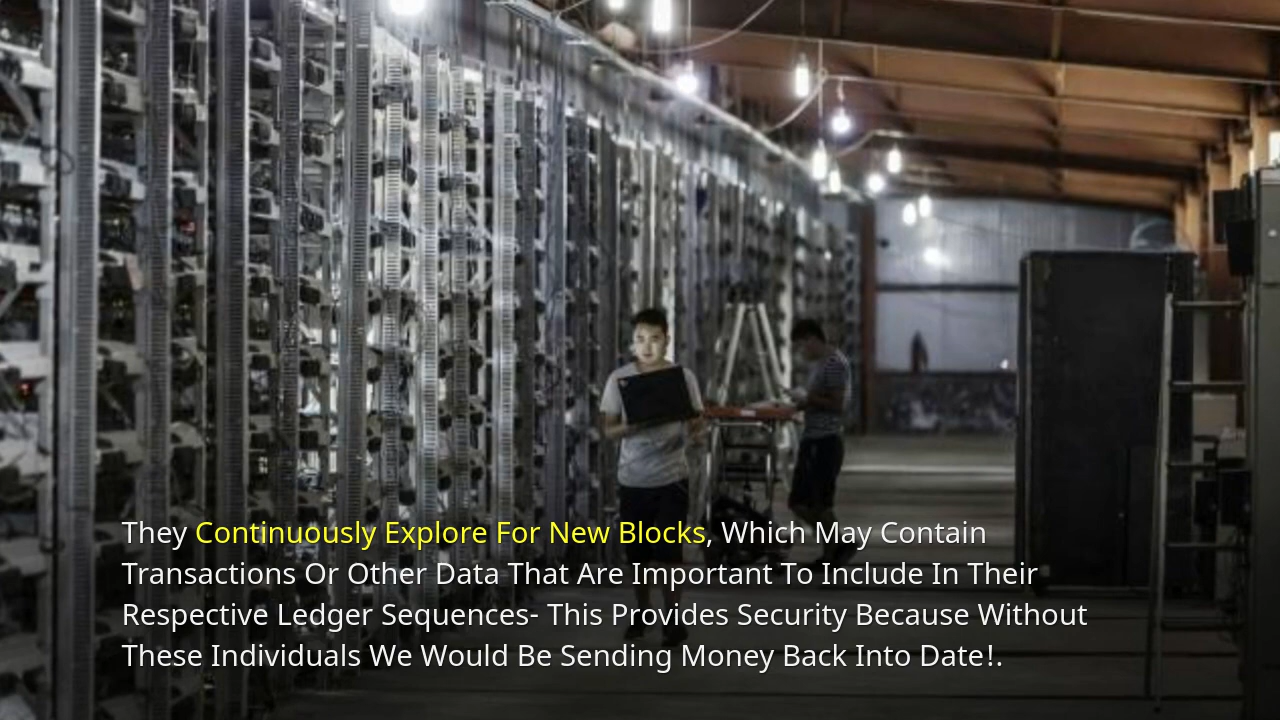 They Continuously Explore For New Blocks, Which May Contain
Transactions Or Other Data That Are Important To Include In Their
Respective Ledger Sequences- This Provides Security Because Without
These Individuals We Would Be Sending Money Back Into Date!.